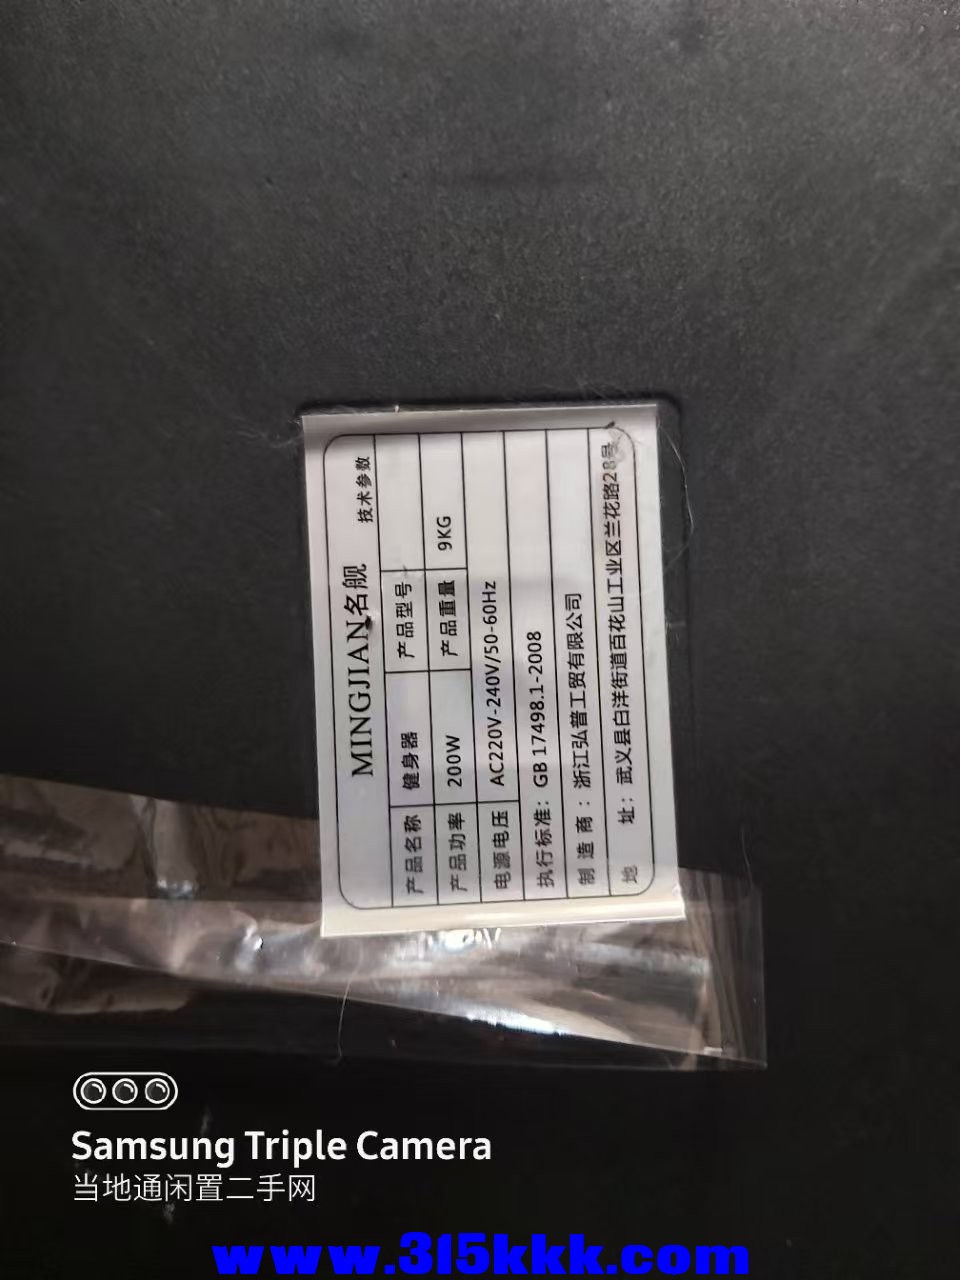 MINGJIAN名舰 技术参数
产品名称 健身器 产品型号
产品功率 200W 产品重量 9KG
电源电压 AC220V-240V/50-60Hz
执行标准：GB 17498.1-2008
制造商：浙江弘普工贸有限公司
地址：武义县白洋街道百花山工业区兰花路28号
Samsung Triple Camera
当地通闲置二手网
www.315kkk.com